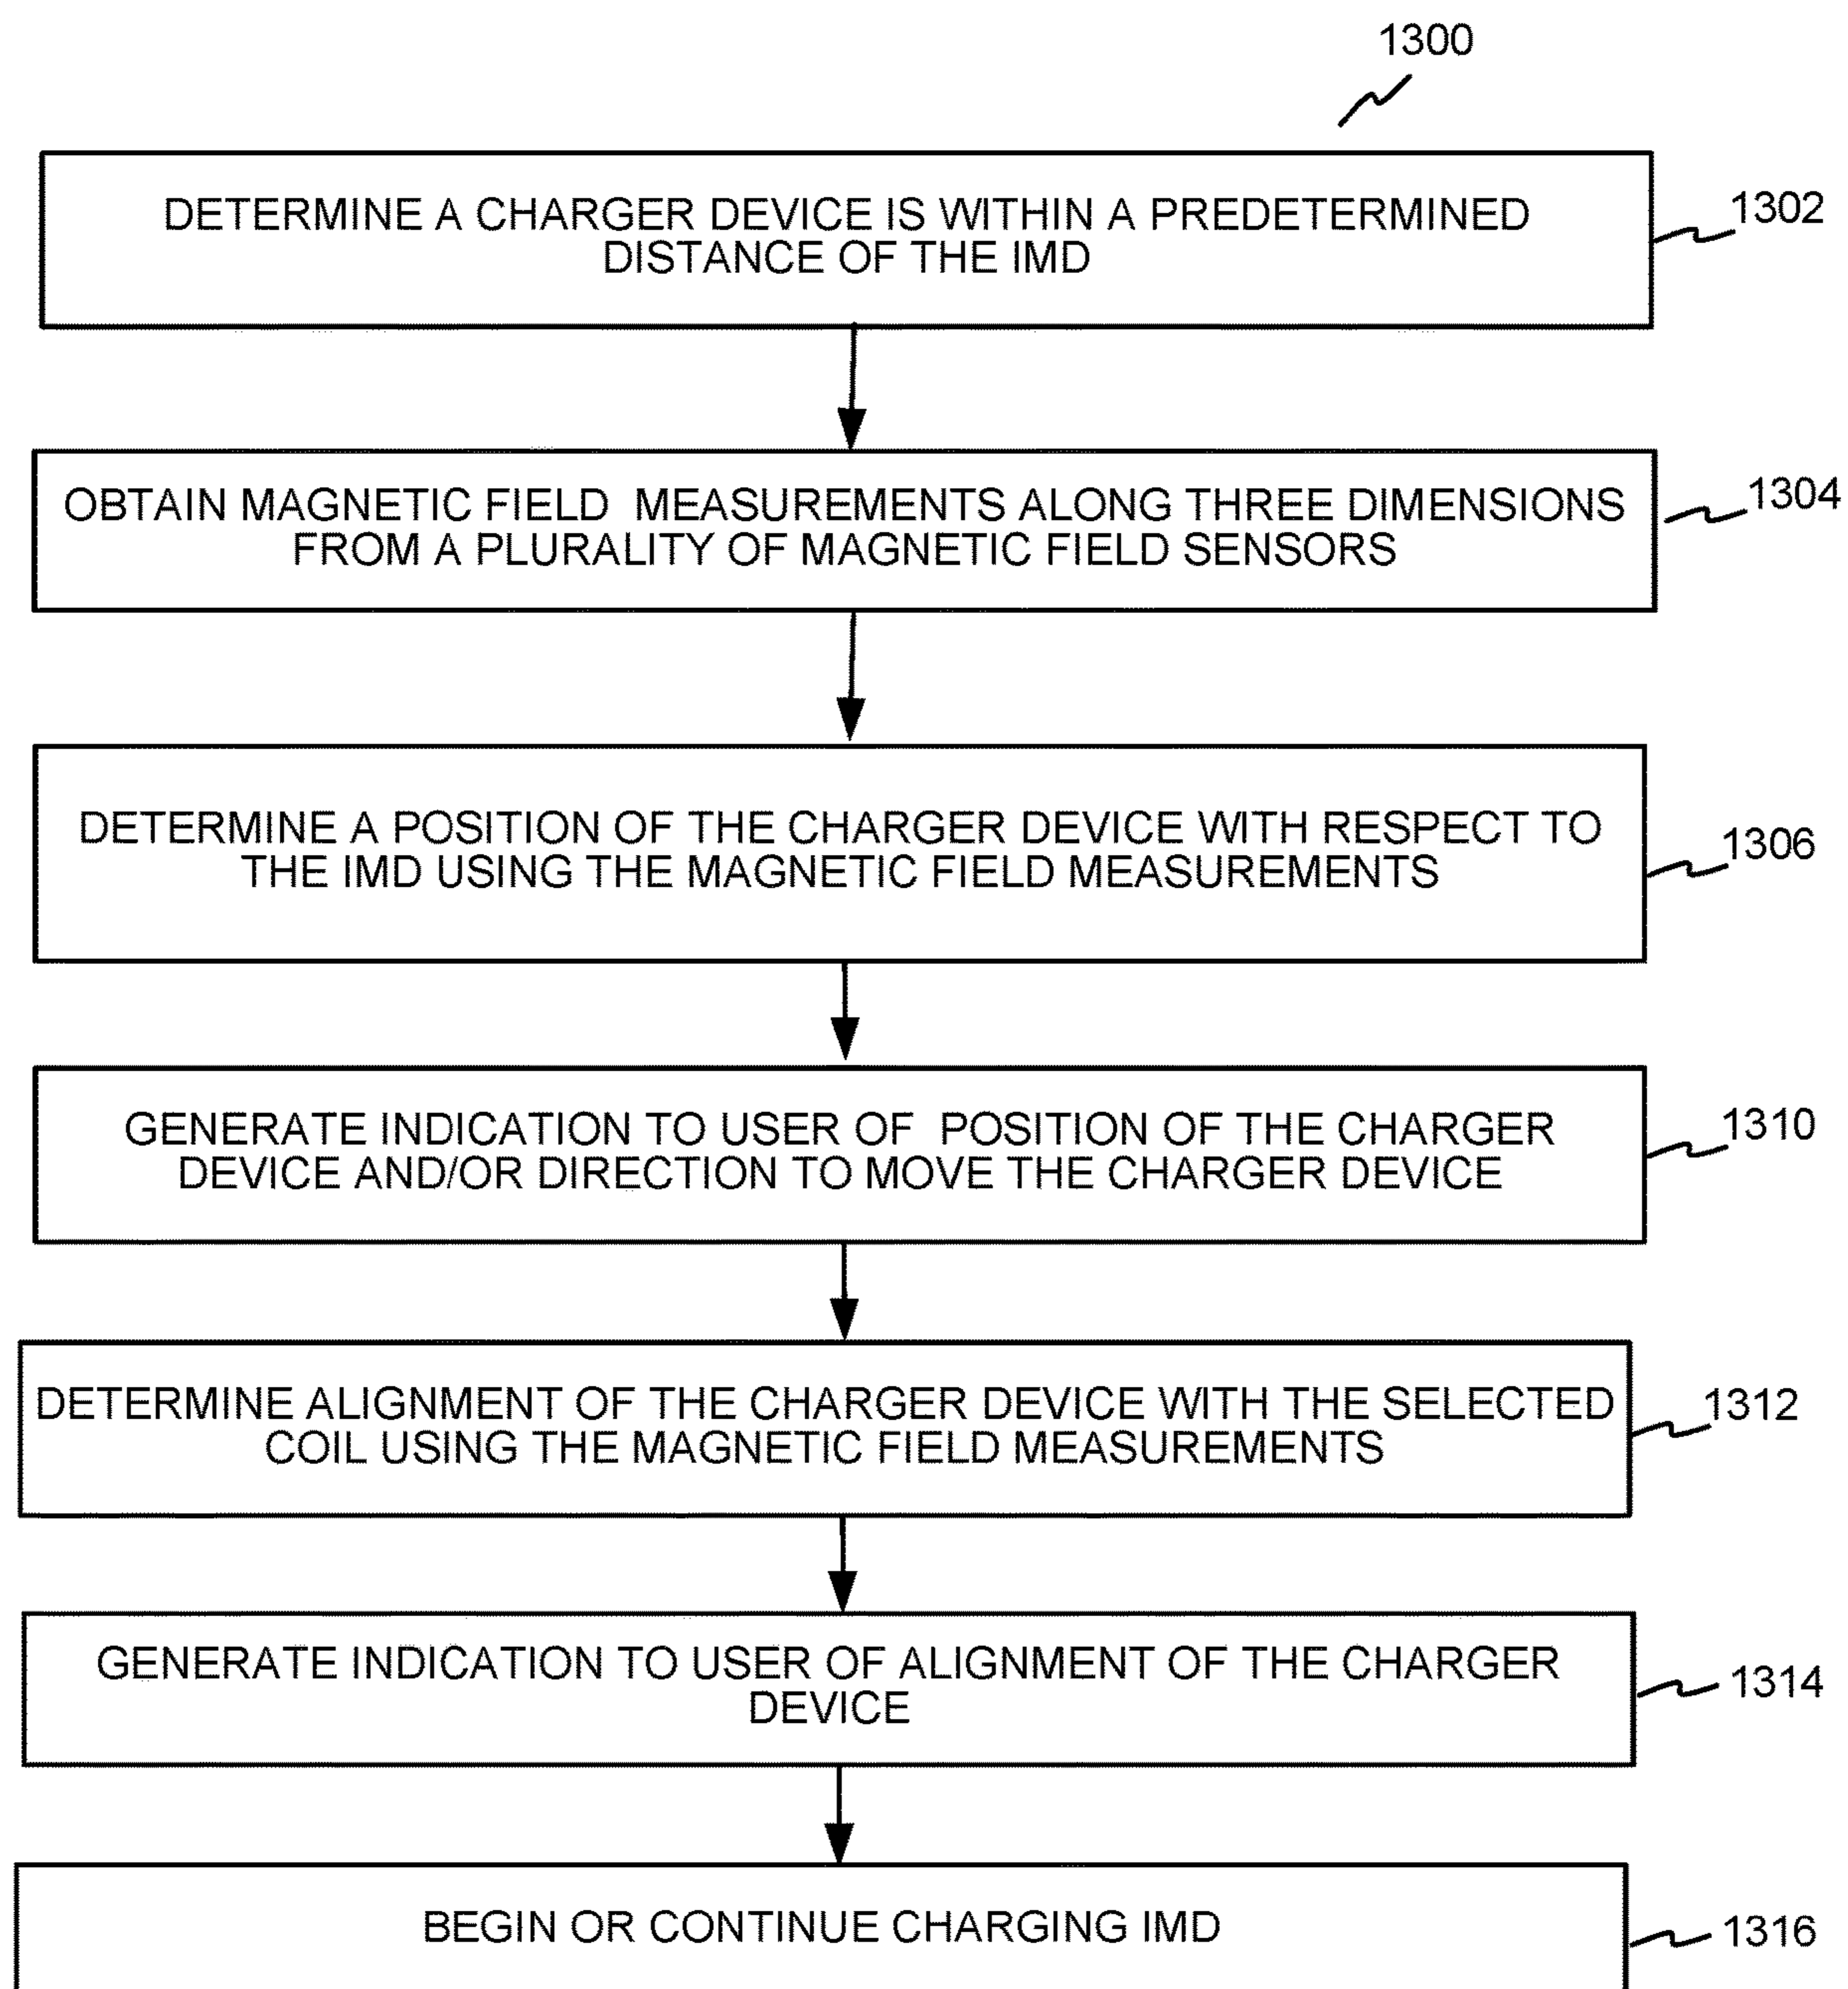 1300
DETERMINE A CHARGER DEVICE IS WITHIN A PREDETERMINED
DISTANCE OF THE IMD
1302
OBTAIN MAGNETIC FIELD MEASUREMENTS ALONG THREE DIMENSIONS
FROM A PLURALITY OF MAGNETIC FIELD SENSORS
1304
DETERMINE A POSITION OF THE CHARGER DEVICE WITH RESPECT TO
THE IMD USING THE MAGNETIC FIELD MEASUREMENTS
1306
GENERATE INDICATION TO USER OF POSITION OF THE CHARGER
DEVICE AND/OR DIRECTION TO MOVE THE CHARGER DEVICE
1310
DETERMINE ALIGNMENT OF THE CHARGER DEVICE WITH THE SELECTED
COIL USING THE MAGNETIC FIELD MEASUREMENTS
1312
GENERATE INDICATION TO USER OF ALIGNMENT OF THE CHARGER
DEVICE
1314
BEGIN OR CONTINUE CHARGING IMD
1316